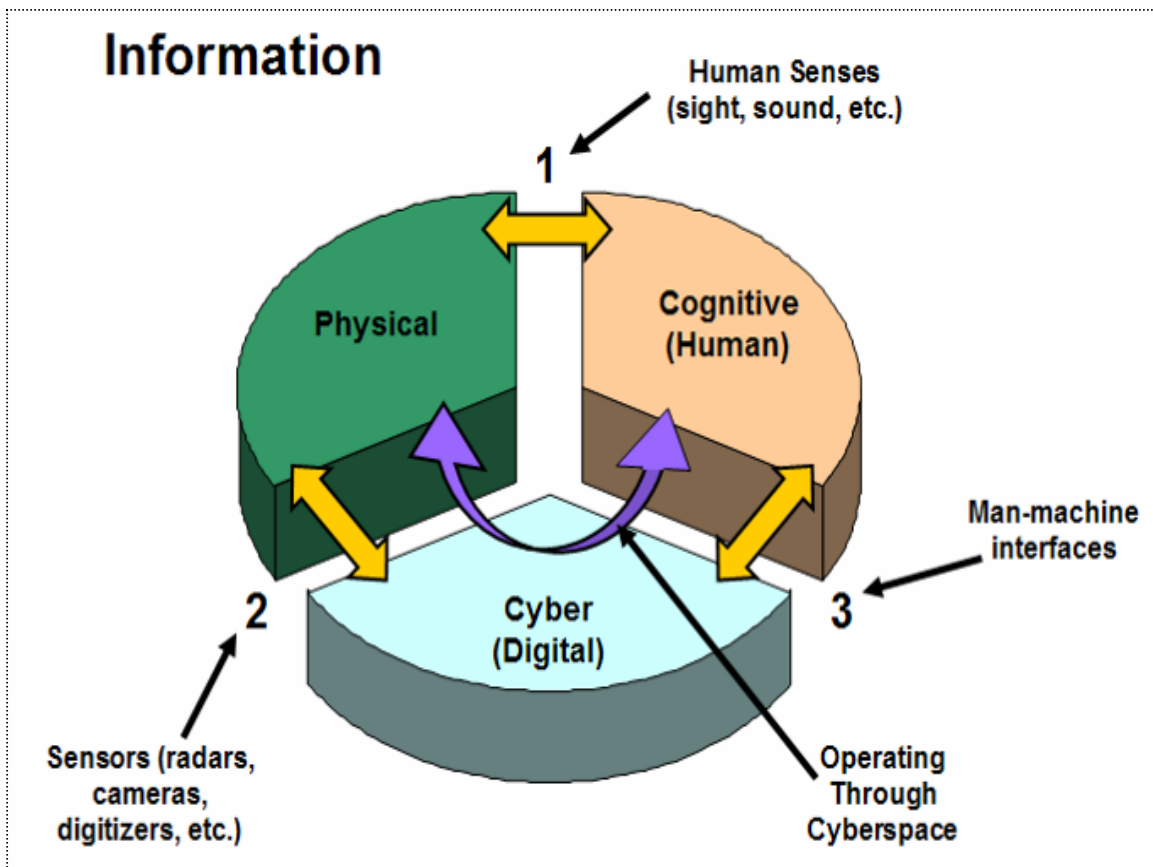 Information
Human Senses
(sight, sound, etc.)
1
Physical
Cognitive
(Human)
Man-machine
interfaces
2
Cyber
(Digital)
3
Sensors (radars,
cameras,
digitizers, etc.)
Operating
Through
Cyberspace